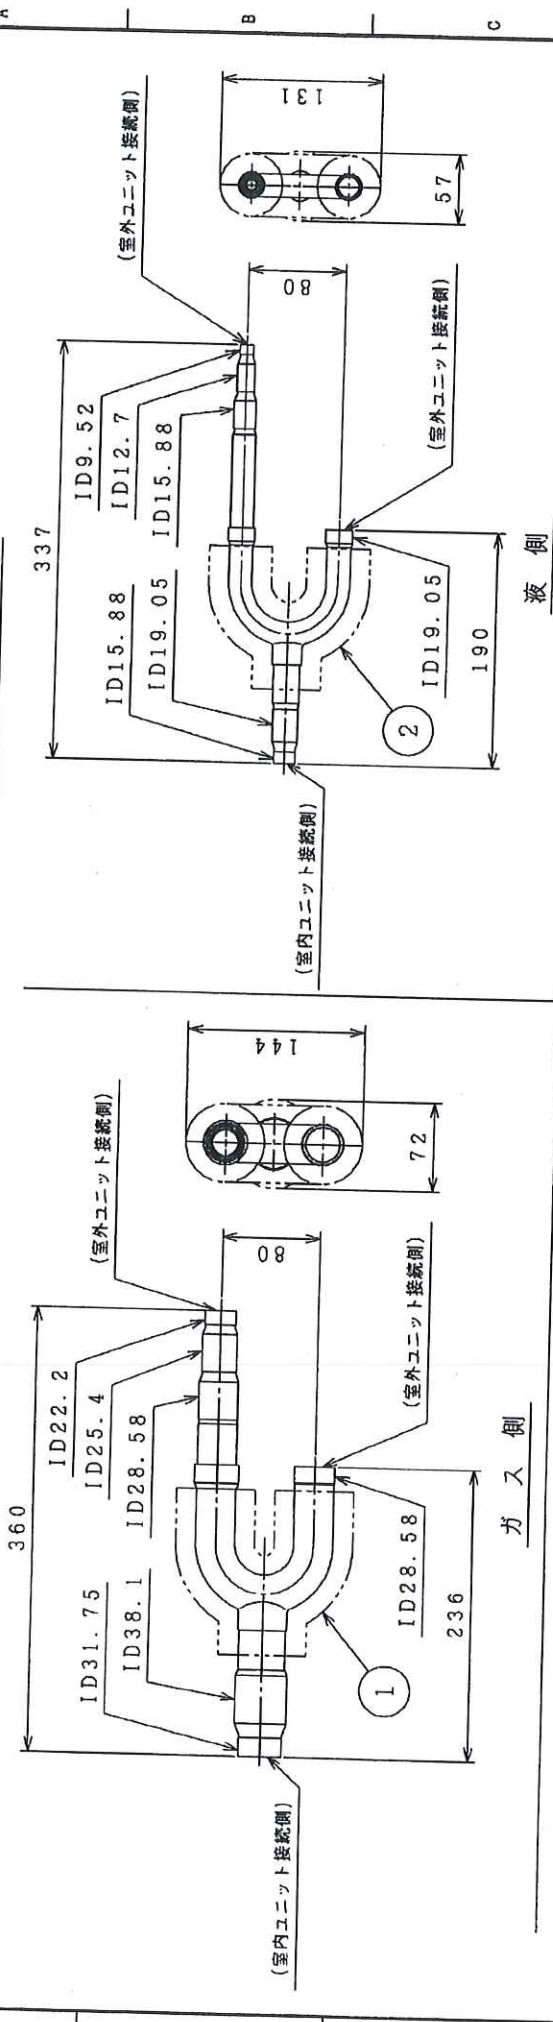 A
B
C
360
ID31.75
ID38.1
ID22.2
ID25.4
ID28.58
(室外ユニット接続側)
80
144
72
(室外ユニット接続側)
ID28.58
236
1
(室内ユニット接続側)
ガス側
337
ID15.88
ID19.05
ID9.52
ID12.7
ID15.88
(室外ユニット接続側)
80
131
57
(室外ユニット接続側)
ID19.05
190
2
(室内ユニット接続側)
液側